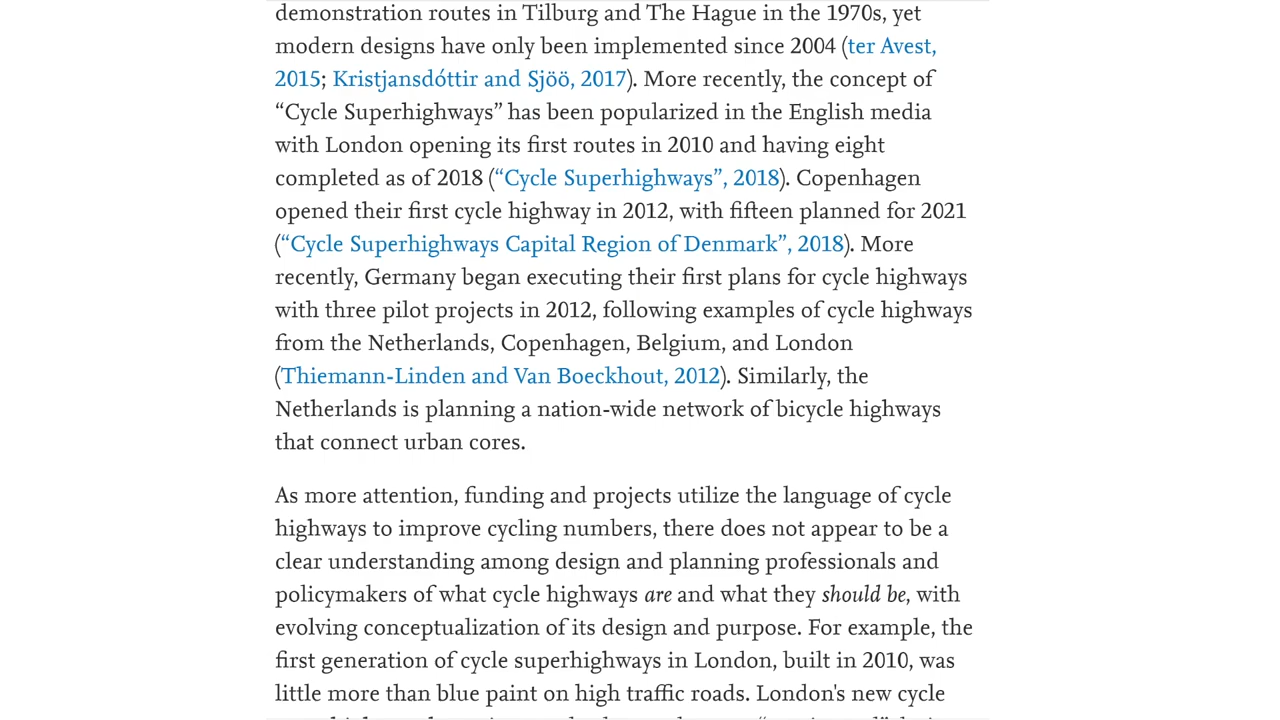 demonstration routes in Tilburg and The Hague in the 1970s, yet
modern designs have only been implemented since 2004 (ter Avest,
2015; Kristjansdóttir and Sjöö, 2017). More recently, the concept of
“Cycle Superhighways” has been popularized in the English media
with London opening its first routes in 2010 and having eight
completed as of 2018 (“Cycle Superhighways”, 2018). Copenhagen
opened their first cycle highway in 2012, with fifteen planned for 2021
(“Cycle Superhighways Capital Region of Denmark”, 2018). More
recently, Germany began executing their first plans for cycle highways
with three pilot projects in 2012, following examples of cycle highways
from the Netherlands, Copenhagen, Belgium, and London
(Thiemann-Linden and Van Boeckhout, 2012). Similarly, the
Netherlands is planning a nation-wide network of bicycle highways
that connect urban cores.
As more attention, funding and projects utilize the language of cycle
highways to improve cycling numbers, there does not appear to be a
clear understanding among design and planning professionals and
policymakers of what cycle highways are and what they should be, with
evolving conceptualization of its design and purpose. For example, the
first generation of cycle superhighways in London, built in 2010, was
little more than blue paint on high traffic roads. London's new cycle